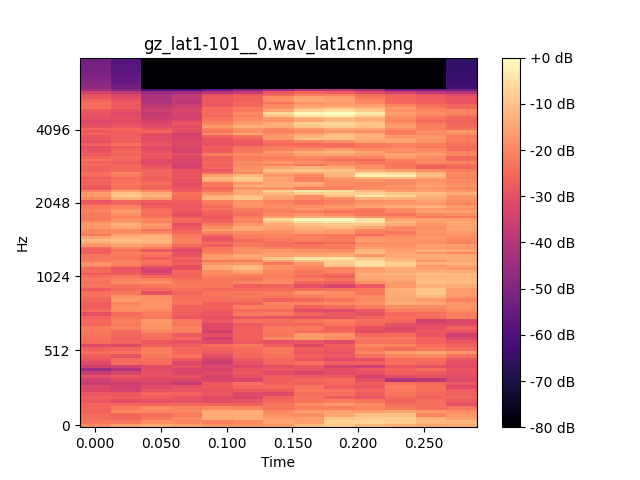 gz_lat1-101__0.wav_lat1cnn.png
Hz
4096
2048
1024
512
0
0.000 0.050 0.100 0.150 0.200 0.250
Time
+0 dB
-10 dB
-20 dB
-30 dB
-40 dB
-50 dB
-60 dB
-70 dB
-80 dB